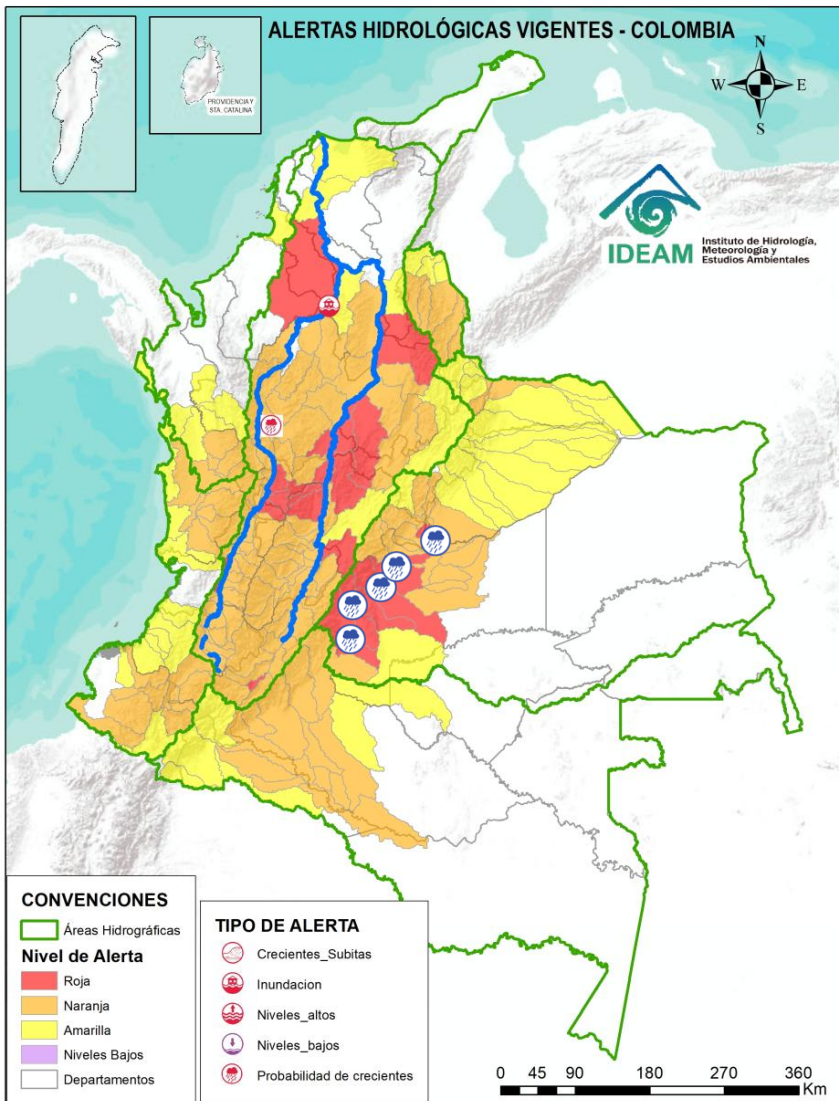 ALERTAS HIDROLÓGICAS VIGENTES - COLOMBIA
PROVIDENCIA Y
STA. CATALINA
N
W
E
S
IDEAM
Instituto de Hidrología,
Meteorología y
Estudios Ambientales
CONVENCIONES
Áreas Hidrográficas
Nivel de Alerta
Roja
Naranja
Amarilla
Niveles Bajos
Departamentos
TIPO DE ALERTA
Crecientes_Subitas
Inundacion
Niveles_altos
Niveles_bajos
Probabilidad de crecientes
0 45 90 180 270 360
Km